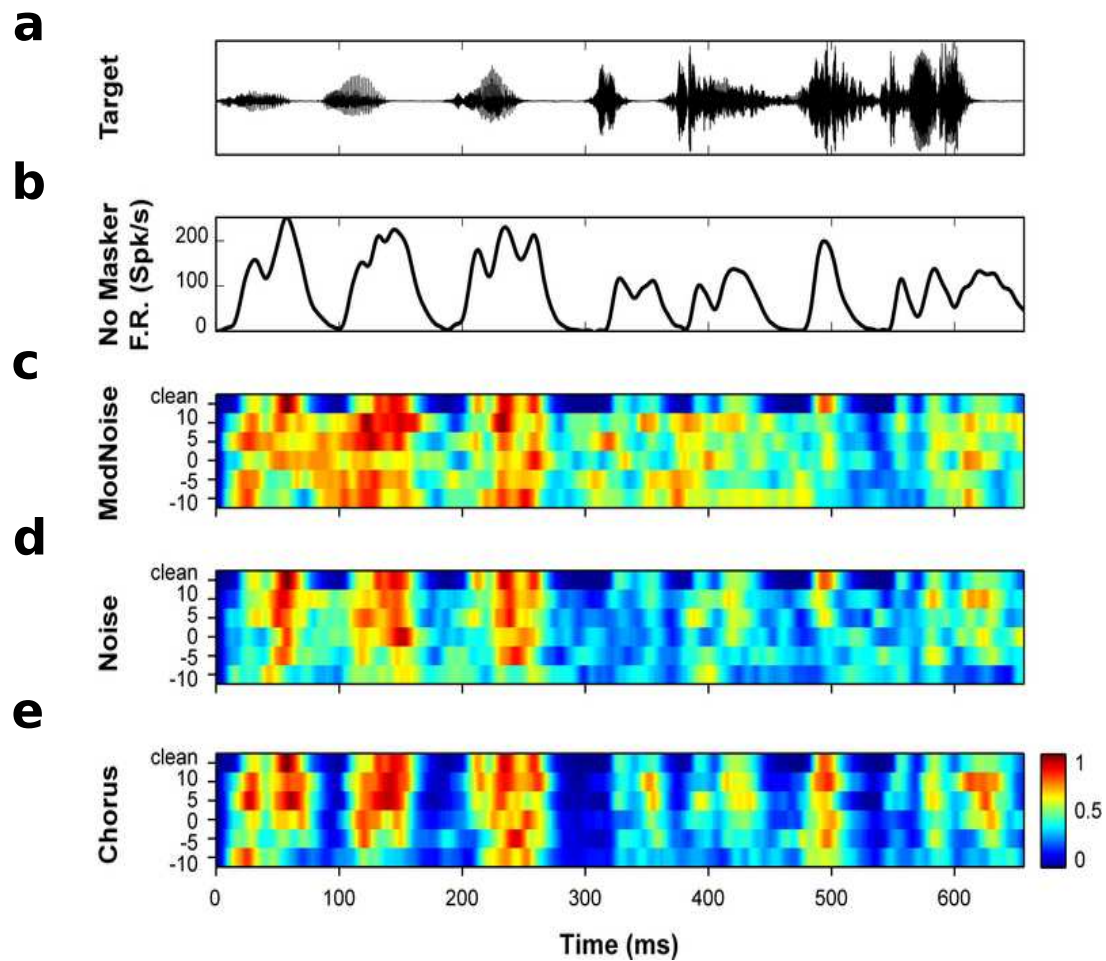 a
Target
b
No Masker
F.R. (Spk/s)
200
100
0
c
ModNoise
clean
10
5
0
-5
-10
d
Noise
clean
10
5
0
-5
-10
e
Chorus
clean
10
5
0
-5
-10
1
0.5
0
0
100
200
300
400
500
600
Time (ms)